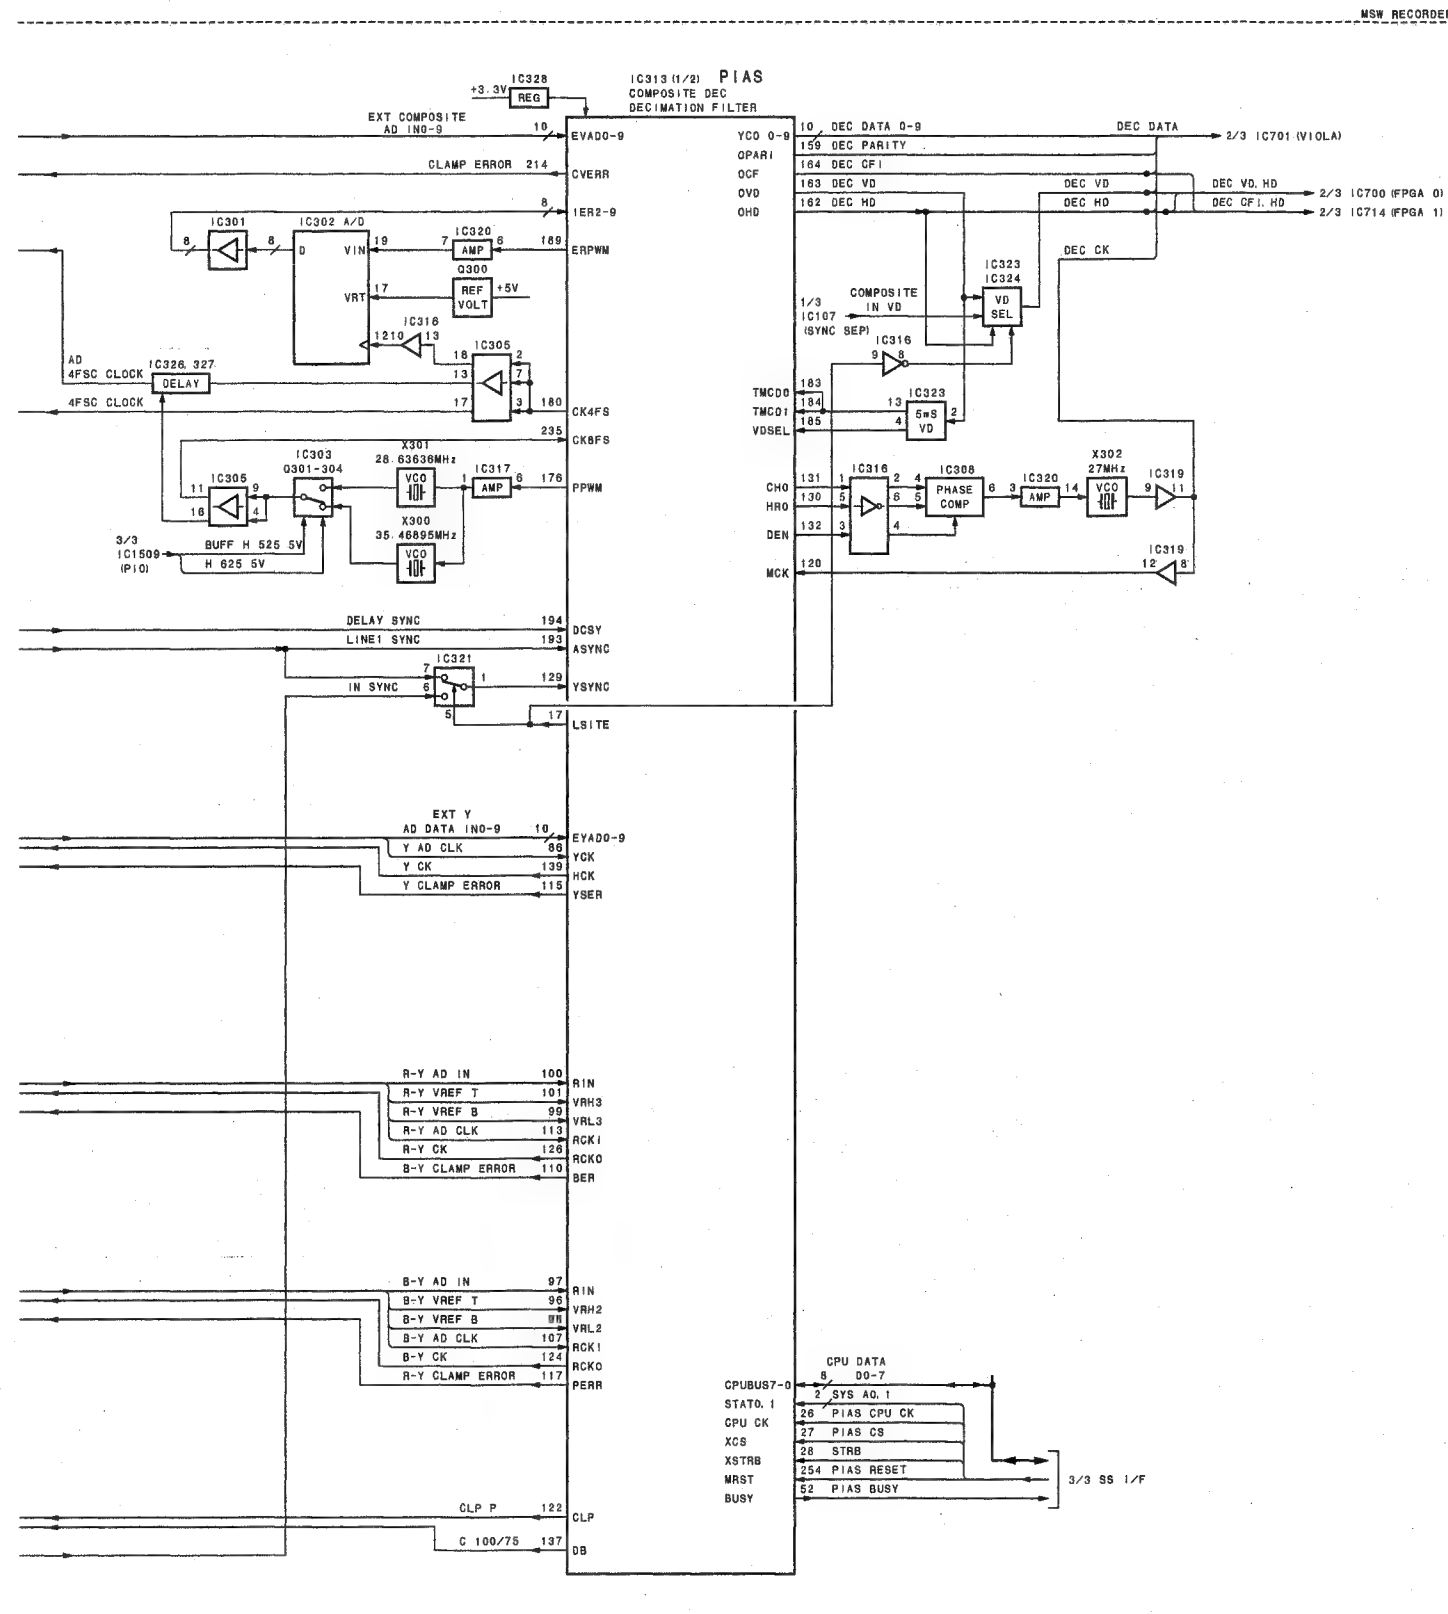 MSW RECORDER
IC328
+3.3V
REG
IC313 (1/2) PIAS
COMPOSITE DEC
DECIMATION FILTER
EXT COMPOSITE
AD IN0-9
10
EVAD0-9
CLAMP ERROR 214
CVERR
8
1ER2-9
IC301
8
8
IC302 A/D
D
VIN
19
VRT
17
7
IC320
AMP
6
189
ERPWM
Q300
REF
VOLT
+5V
IC316
1210
13
IC305
18
13
17
2
7
3
180
CK4FS
AD
4FSC CLOCK
IC326, 327
DELAY
4FSC CLOCK
235
CK8FS
X301
28.63636MHz
VCO
1
IC317
AMP
6
176
PPWM
IC303
Q301-304
IC305
11
16
9
4
X300
35.46895MHz
VCO
3/3
IC1509
(PIO)
BUFF H 525 5V
H 625 5V
DELAY SYNC 194
DCSY
LINE1 SYNC 193
ASYNC
IC321
7
6
5
1
IN SYNC
129
YSYNC
17
LSITE
EXT Y
AD DATA IN0-9
10
EYAD0-9
Y AD CLK 86
YCK
Y CK 139
HCK
Y CLAMP ERROR 115
YSER
R-Y AD IN 100
RIN
R-Y VREF T 101
VRH3
R-Y VREF B 99
VRL3
R-Y AD CLK 113
RCKI
R-Y CK 126
RCKO
B-Y CLAMP ERROR 110
BER
B-Y AD IN 97
RIN
B-Y VREF T 96
VRH2
B-Y VREF B
VRL2
B-Y AD CLK 107
RCKI
B-Y CK 124
RCKO
R-Y CLAMP ERROR 117
PERR
CLP P 122
CLP
C 100/75 137
DB
YCO 0-9
10 DEC DATA 0-9
DEC DATA
2/3 IC701 (VIOLA)
OPARI
159 DEC PARITY
OCF
164 DEC CFI
OVD
163 DEC VD
DEC VD
DEC VD, HD
2/3 IC700 (FPGA 0)
OHD
162 DEC HD
DEC HD
DEC CFI, HD
2/3 IC714 (FPGA 1)
DEC CK
IC323
IC324
VD
SEL
COMPOSITE
IN VD
1/3
IC107
(SYNC SEP)
IC316
9
8
TMCD0
183
TMCO1
184
VDSEL
185
13
4
IC323
5mS
VD
2
CHO
131
HRO
130
DEN
132
IC316
1
5
3
2
6
4
4
5
IC308
PHASE
COMP
6
3
IC320
AMP
14
X302
27MHz
VCO
9
IC319
11
IC319
12
8
MCK
120
CPU DATA
D0-7
CPUBUS7-0
8
STAT0,1
2 SYS A0,1
CPU CK
26 PIAS CPU CK
XCS
27 PIAS CS
XSTRB
28 STRB
MRST
254 PIAS RESET
BUSY
52 PIAS BUSY
3/3 SS I/F